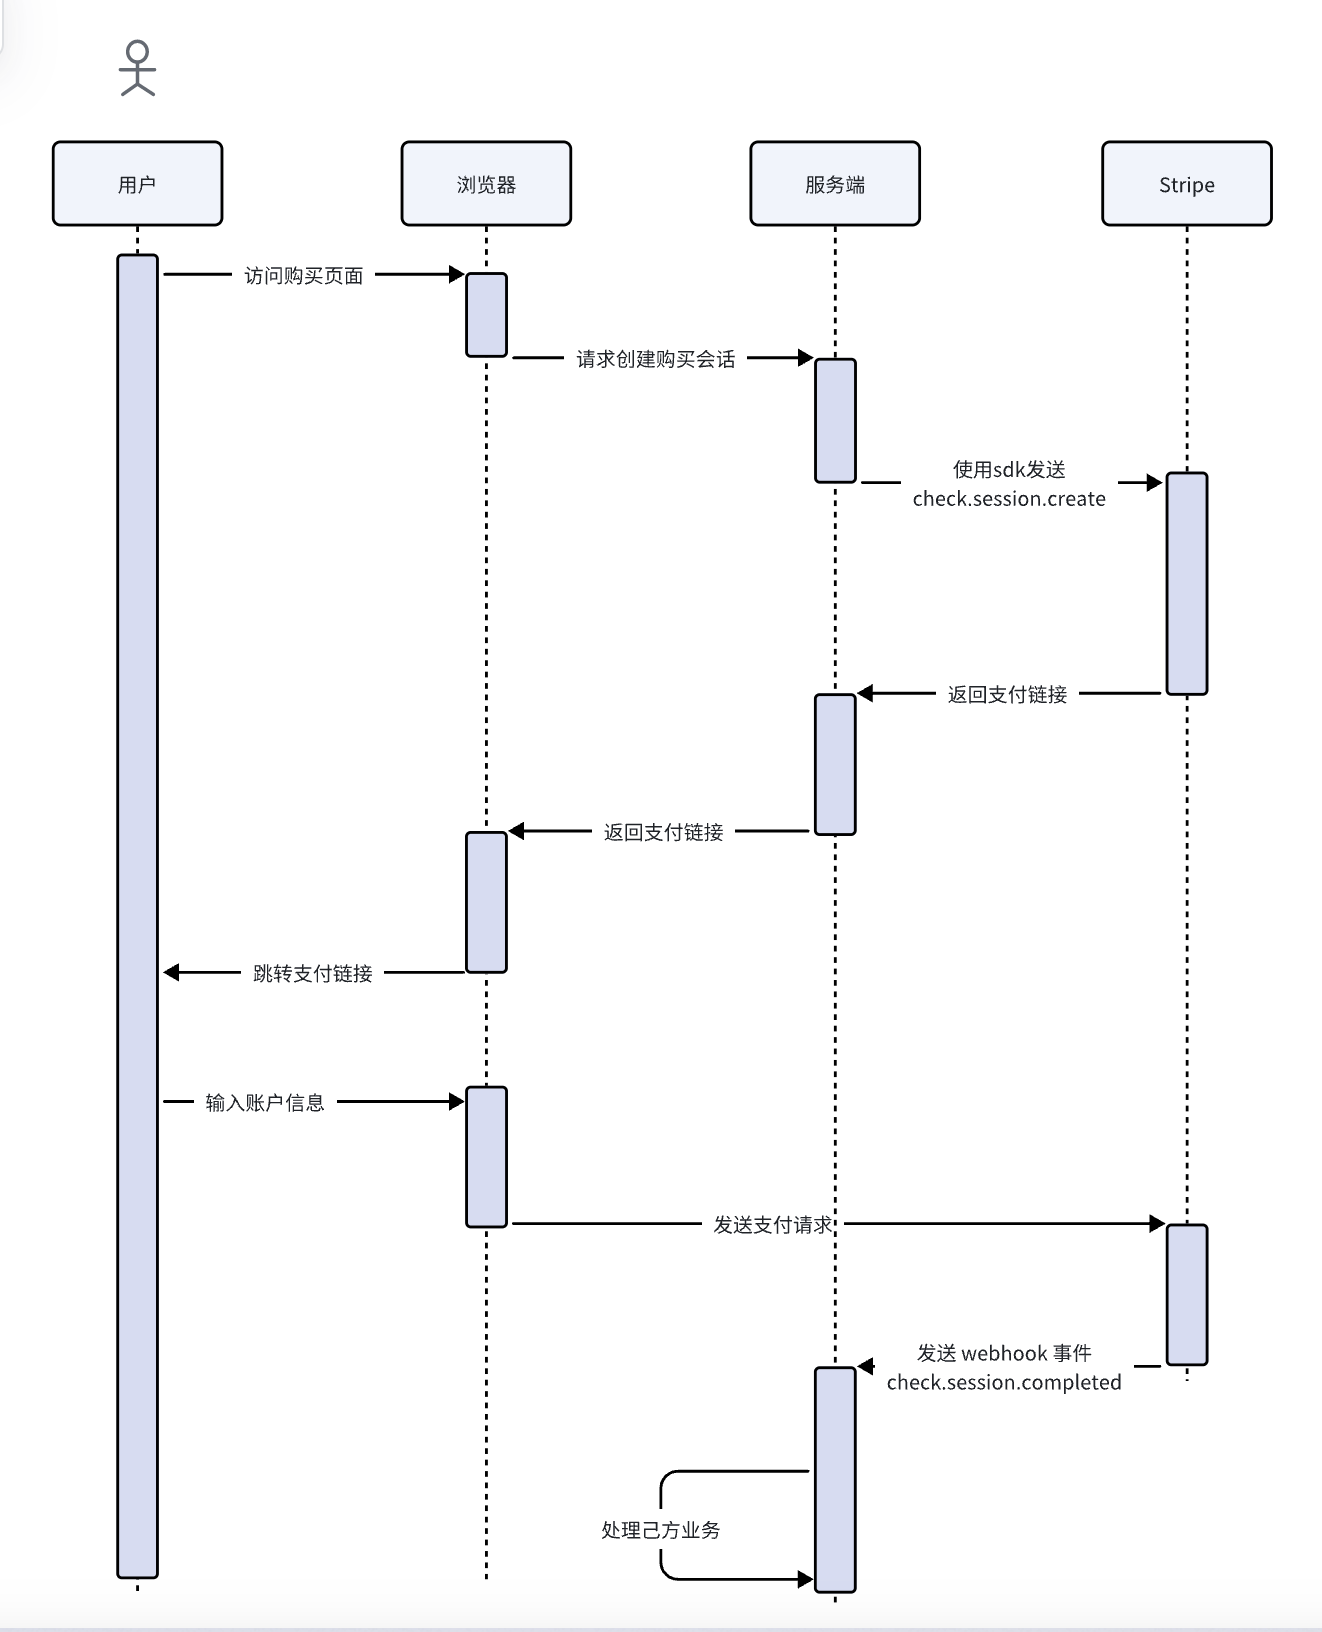 用户
浏览器
服务端
Stripe
访问购买页面
请求创建购买会话
使用sdk发送
check.session.create
返回支付链接
返回支付链接
跳转支付链接
输入账户信息
发送支付请求
发送 webhook 事件
check.session.completed
处理己方业务